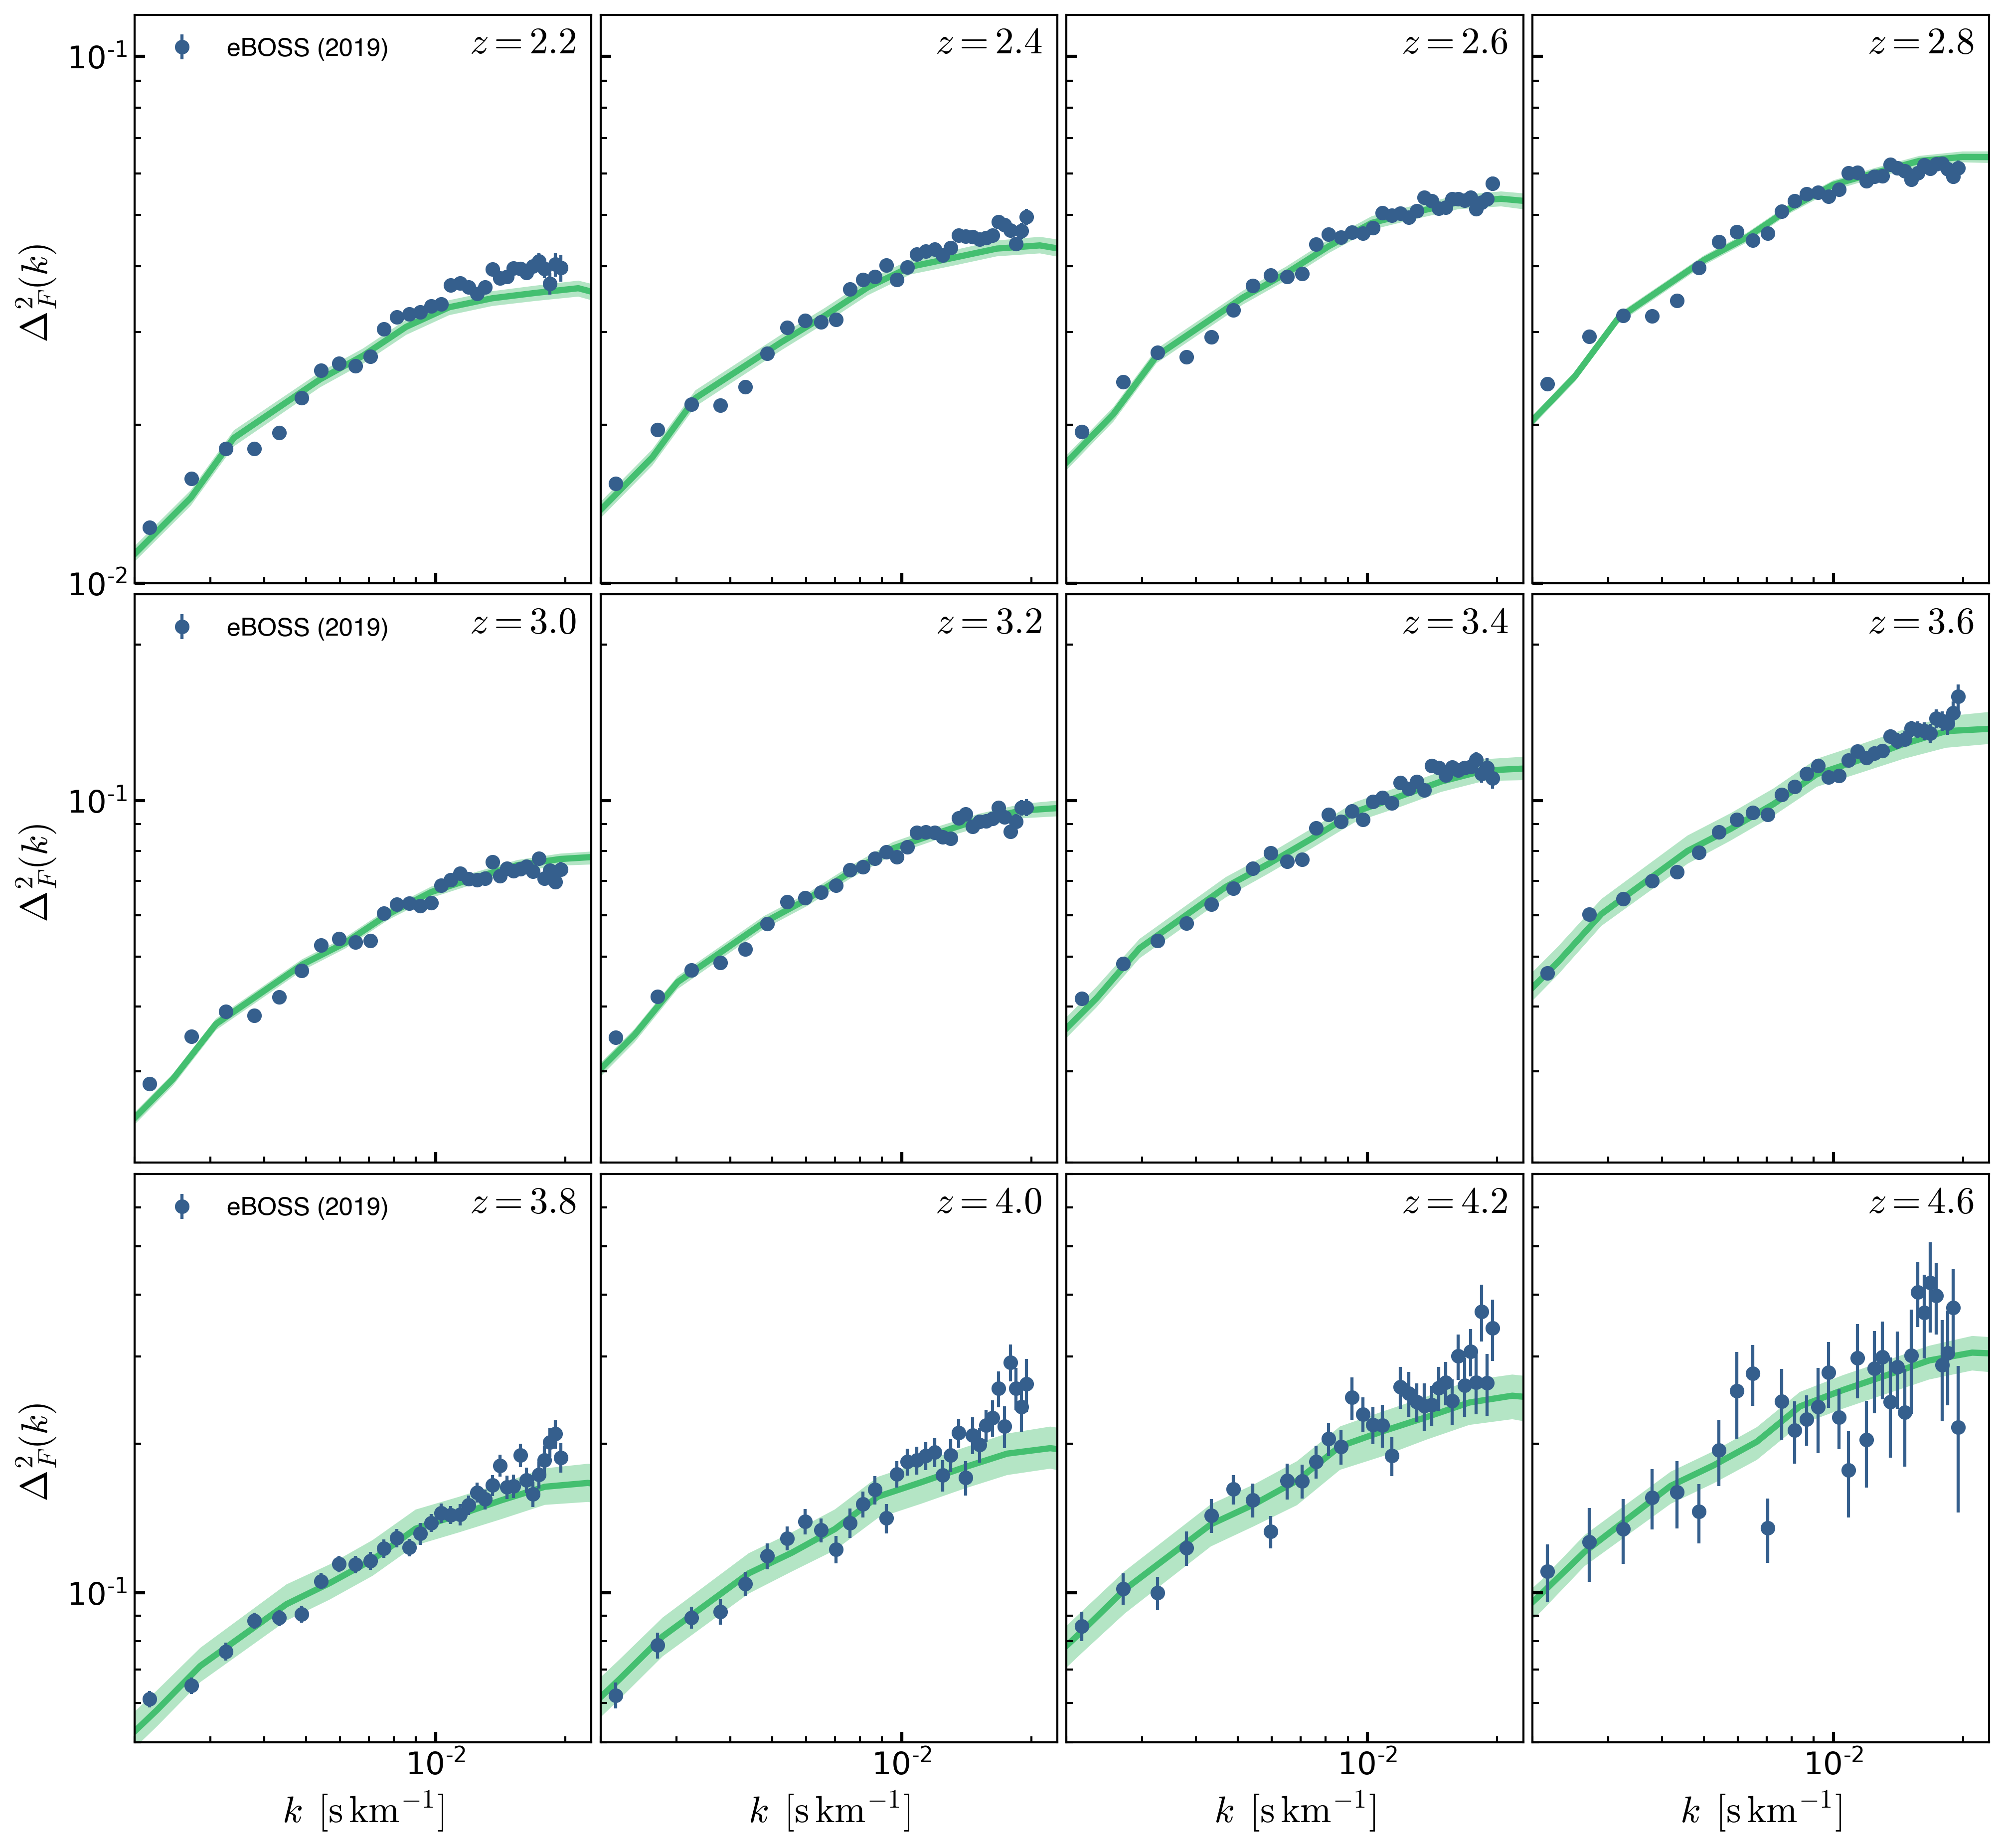 eBOSS (2019) z = 2.2 z = 2.4 z = 2.6 z = 2.8
10⁻¹
Δ²_F(k)
10⁻²
eBOSS (2019) z = 3.0 z = 3.2 z = 3.4 z = 3.6
10⁻¹
Δ²_F(k)
eBOSS (2019) z = 3.8 z = 4.0 z = 4.2 z = 4.6
Δ²_F(k)
10⁻¹
10⁻² 10⁻² 10⁻² 10⁻²
k [s km⁻¹] k [s km⁻¹] k [s km⁻¹] k [s km⁻¹]